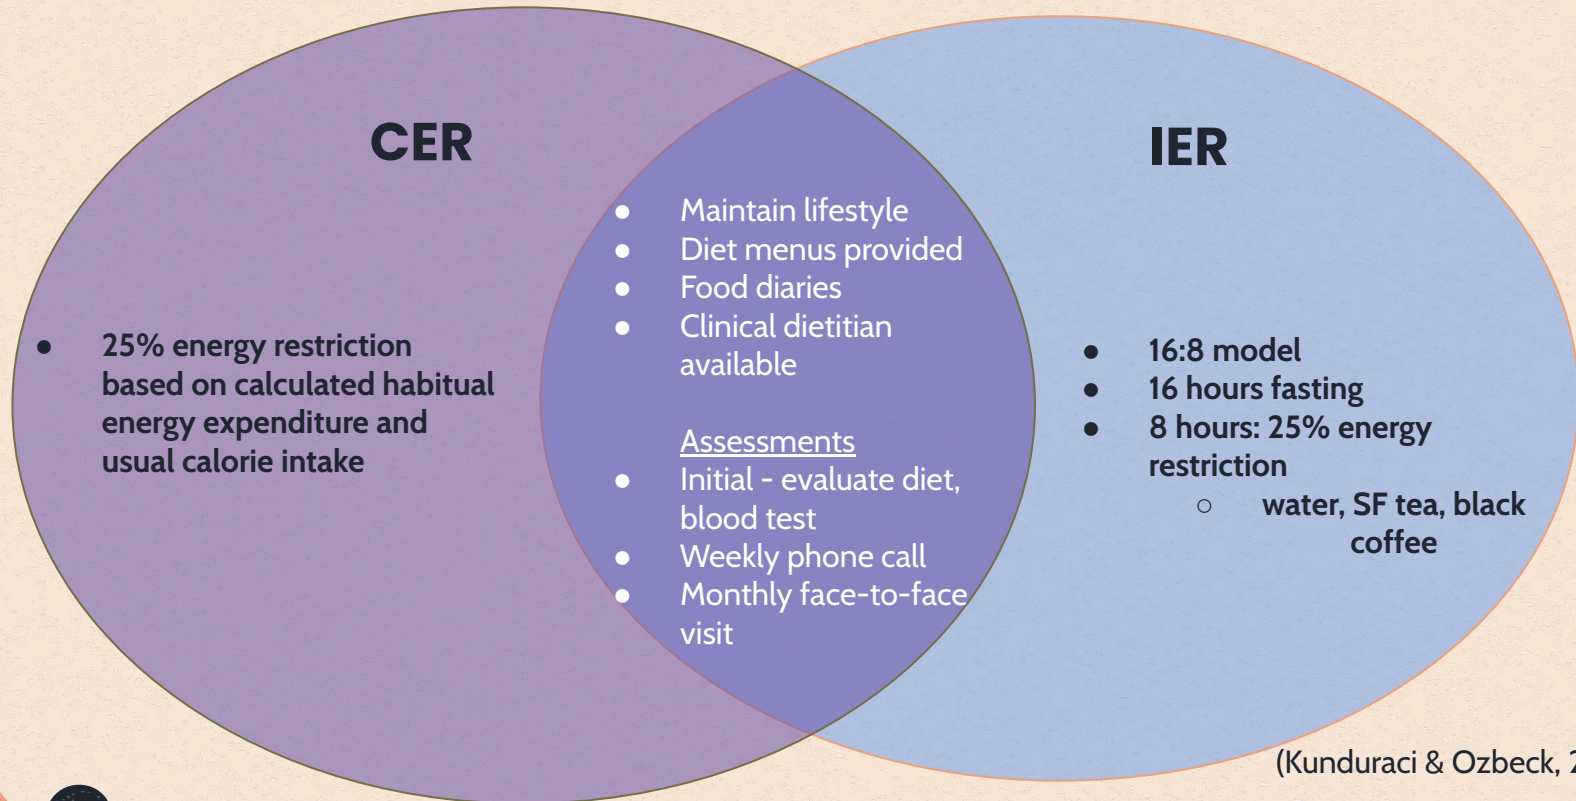 CER
● 25% energy restriction
based on calculated habitual
energy expenditure and
usual calorie intake
● Maintain lifestyle
● Diet menus provided
● Food diaries
● Clinical dietitian
available
Assessments
● Initial - evaluate diet,
blood test
● Weekly phone call
● Monthly face-to-face
visit
IER
● 16:8 model
● 16 hours fasting
● 8 hours: 25% energy
restriction
○ water, SF tea, black
coffee
(Kunduraci & Ozbeck, 2